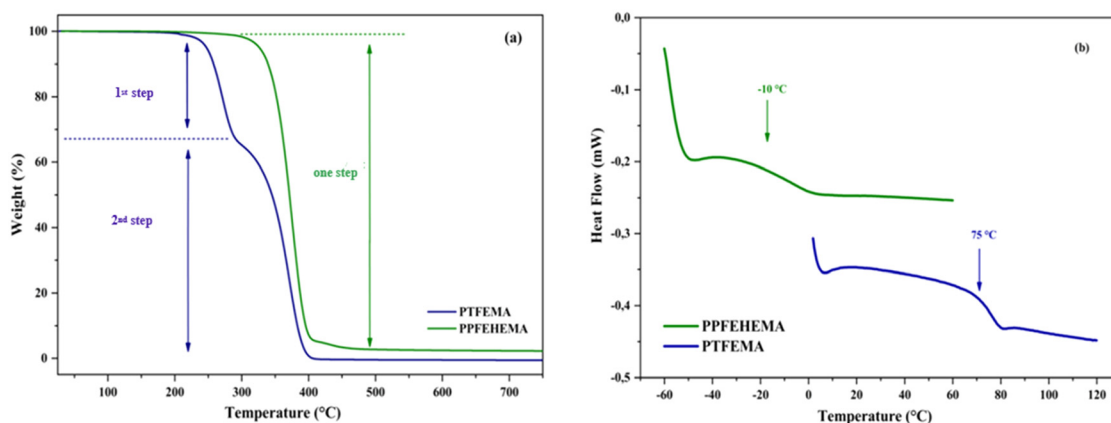 (a)
100
80
60
40
20
0
Weight (%)
1st step
2nd step
one step
PTFEMA
PPFEHEMA
100
200
300
400
500
600
700
Temperature (°C)
(b)
0,0
-0,1
-0,2
-0,3
-0,4
-0,5
Heat Flow (mW)
-10 °C
75 °C
PPFEHEMA
PTFEMA
-60
-40
-20
0
20
40
60
80
100
120
Temperature (°C)